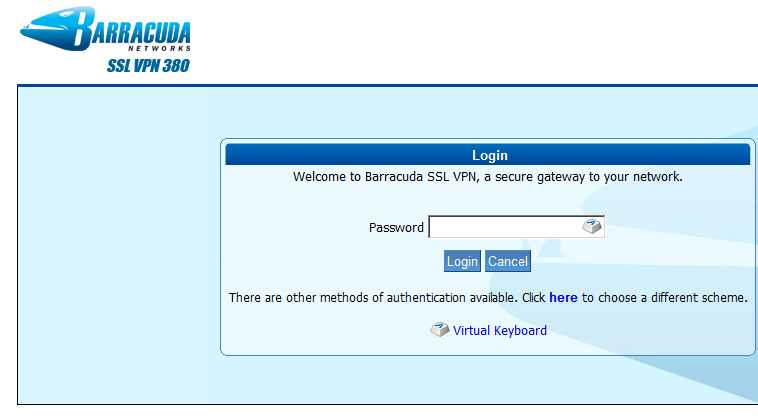 BARRACUDA
NETWORKS
SSL VPN 380
Login
Welcome to Barracuda SSL VPN, a secure gateway to your network.
Password
Login Cancel
There are other methods of authentication available. Click here to choose a different scheme.
Virtual Keyboard